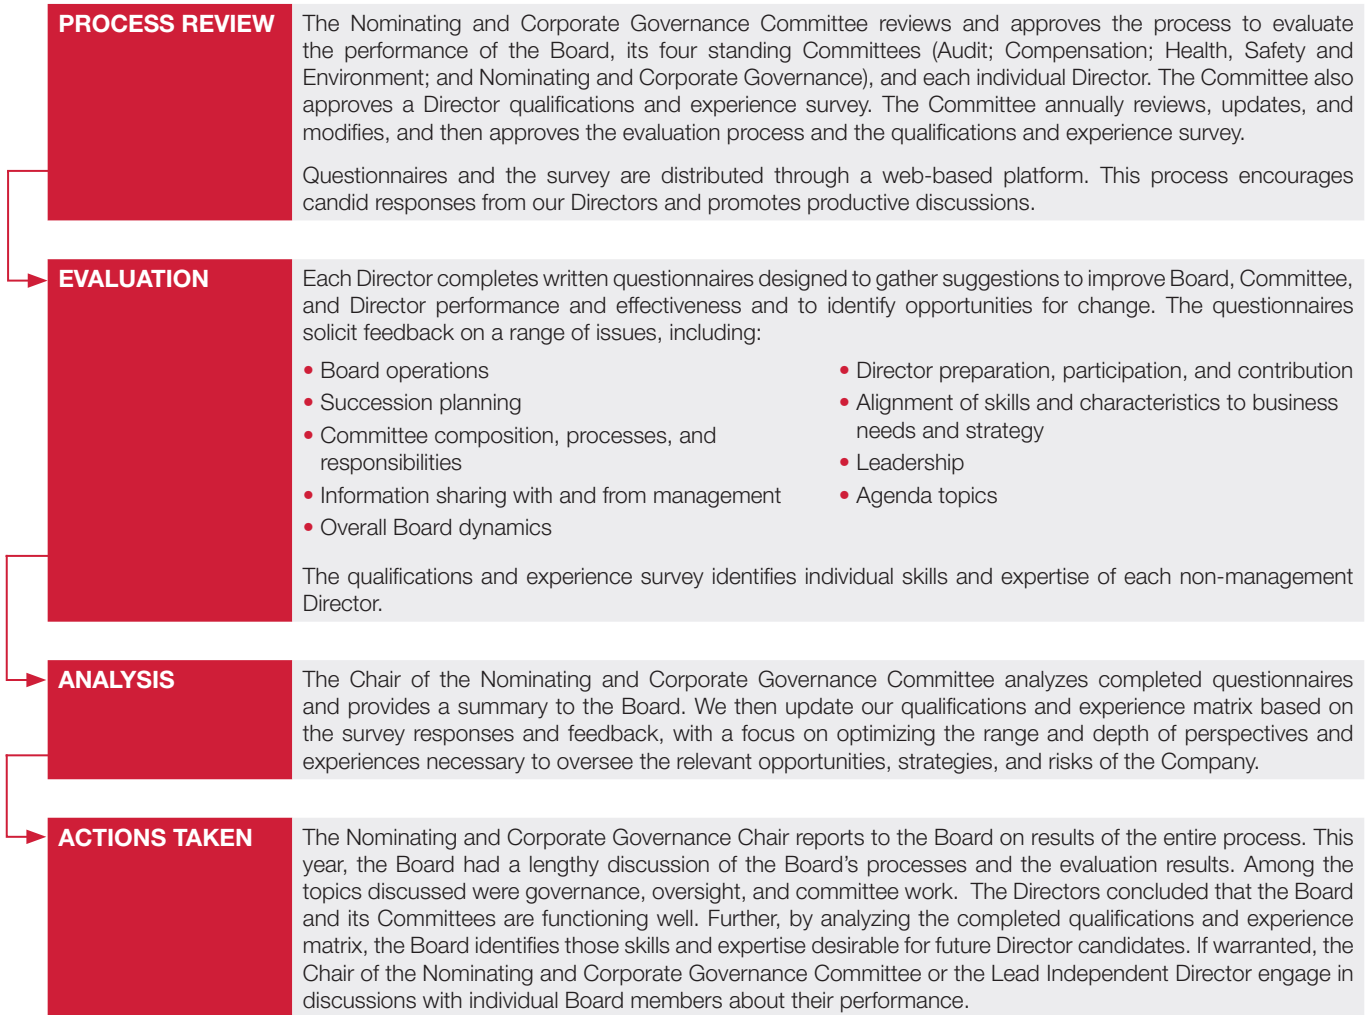 PROCESS REVIEW
The Nominating and Corporate Governance Committee reviews and approves the process to evaluate
the performance of the Board, its four standing Committees (Audit; Compensation; Health, Safety and
Environment; and Nominating and Corporate Governance), and each individual Director. The Committee also
approves a Director qualifications and experience survey. The Committee annually reviews, updates, and
modifies, and then approves the evaluation process and the qualifications and experience survey.
Questionnaires and the survey are distributed through a web-based platform. This process encourages
candid responses from our Directors and promotes productive discussions.
EVALUATION
Each Director completes written questionnaires designed to gather suggestions to improve Board, Committee,
and Director performance and effectiveness and to identify opportunities for change. The questionnaires
solicit feedback on a range of issues, including:
• Board operations
• Succession planning
• Committee composition, processes, and
responsibilities
• Information sharing with and from management
• Overall Board dynamics
• Director preparation, participation, and contribution
• Alignment of skills and characteristics to business
needs and strategy
• Leadership
• Agenda topics
The qualifications and experience survey identifies individual skills and expertise of each non-management
Director.
ANALYSIS
The Chair of the Nominating and Corporate Governance Committee analyzes completed questionnaires
and provides a summary to the Board. We then update our qualifications and experience matrix based on
the survey responses and feedback, with a focus on optimizing the range and depth of perspectives and
experiences necessary to oversee the relevant opportunities, strategies, and risks of the Company.
ACTIONS TAKEN
The Nominating and Corporate Governance Chair reports to the Board on results of the entire process. This
year, the Board had a lengthy discussion of the Board's processes and the evaluation results. Among the
topics discussed were governance, oversight, and committee work. The Directors concluded that the Board
and its Committees are functioning well. Further, by analyzing the completed qualifications and experience
matrix, the Board identifies those skills and expertise desirable for future Director candidates. If warranted, the
Chair of the Nominating and Corporate Governance Committee or the Lead Independent Director engage in
discussions with individual Board members about their performance.